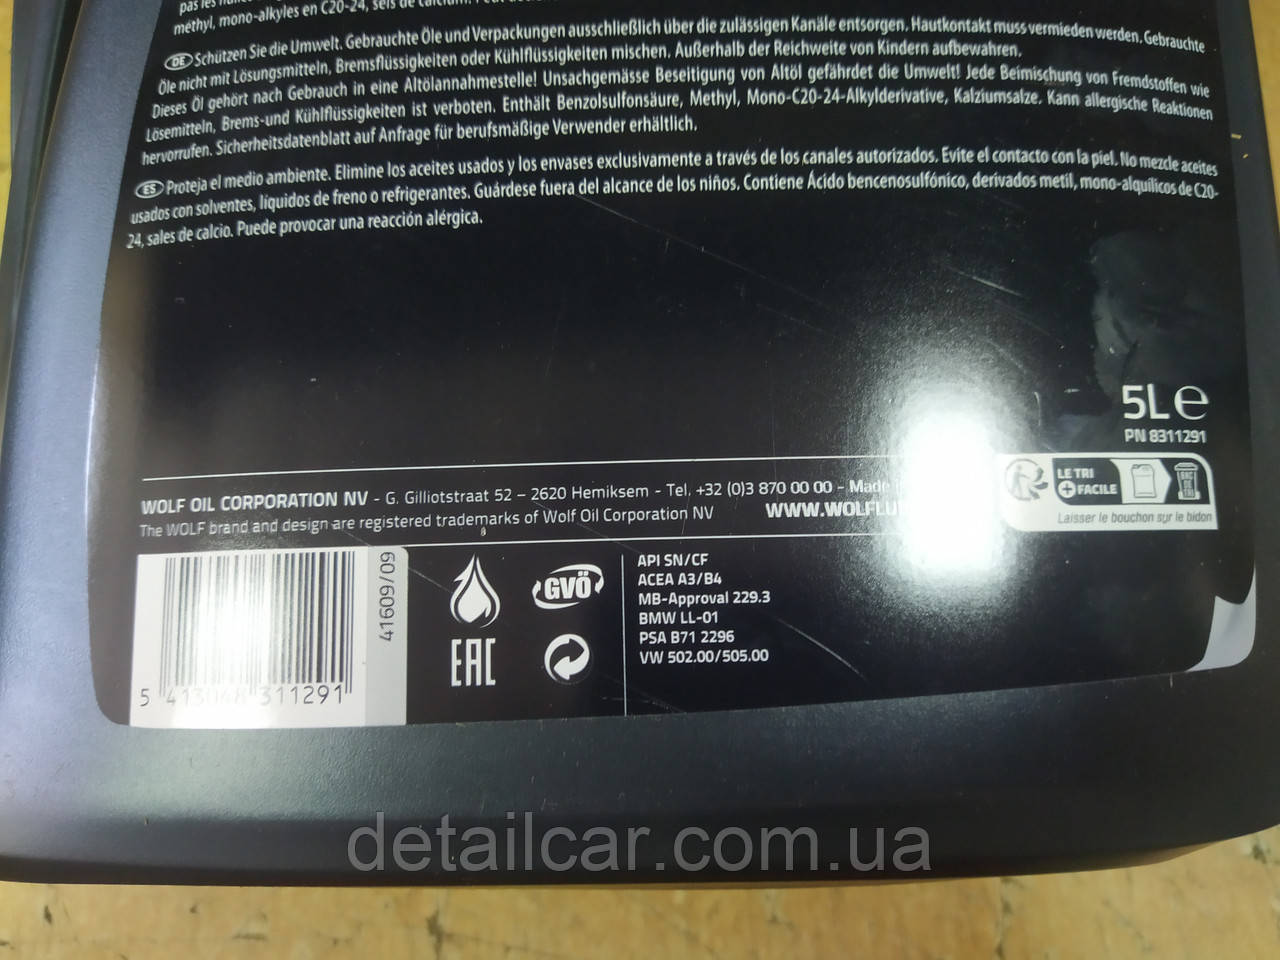 méthyl, mono-alkyles en C20-24, sels de calcium.
DE Schützen Sie die Umwelt. Gebrauchte Öle und Verpackungen ausschließlich über die zulässigen Kanäle entsorgen. Hautkontakt muss vermieden werden. Gebrauchte
Öle nicht mit Lösungsmitteln, Bremsflüssigkeiten oder Kühlflüssigkeiten mischen. Außerhalb der Reichweite von Kindern aufbewahren.
Dieses Öl gehört nach Gebrauch in eine Altölannahmestelle! Unsachgemässe Beseitigung von Altöl gefährdet die Umwelt! Jede Beimischung von Fremdstoffen wie
Lösemitteln, Brems-und Kühlflüssigkeiten ist verboten. Enthält Benzolsulfonsäure, Methyl, Mono-C20-24-Alkylderivative, Kalziumsalze. Kann allergische Reaktionen
hervorrufen. Sicherheitsdatenblatt auf Anfrage für berufsmäßige Verwender erhältlich.
ES Proteja el medio ambiente. Elimine los aceites usados y los envases exclusivamente a través de los canales autorizados. Evite el contacto con la piel. No mezcle aceites
usados con solventes, líquidos de freno o refrigerantes. Guárdese fuera del alcance de los niños. Contiene Ácido bencenosulfónico, derivados metil, mono-alquílicos de C20-
24, sales de calcio. Puede provocar una reacción alérgica.
5L e
PN 8311291
WOLF OIL CORPORATION NV - G. Gilliotstraat 52 – 2620 Hemiksem - Tel. +32 (0)3 870 00 00 - Made
The WOLF brand and design are registered trademarks of Wolf Oil Corporation NV
WWW.WOLFLU
LE TRI
+ FACILE
BAC
DE
TRI
Laisser le bouchon sur le bidon
41609/09
5 413048 311291
EAC
GVÖ
API SN/CF
ACEA A3/B4
MB-Approval 229.3
BMW LL-01
PSA B71 2296
VW 502.00/505.00
detailcar.com.ua